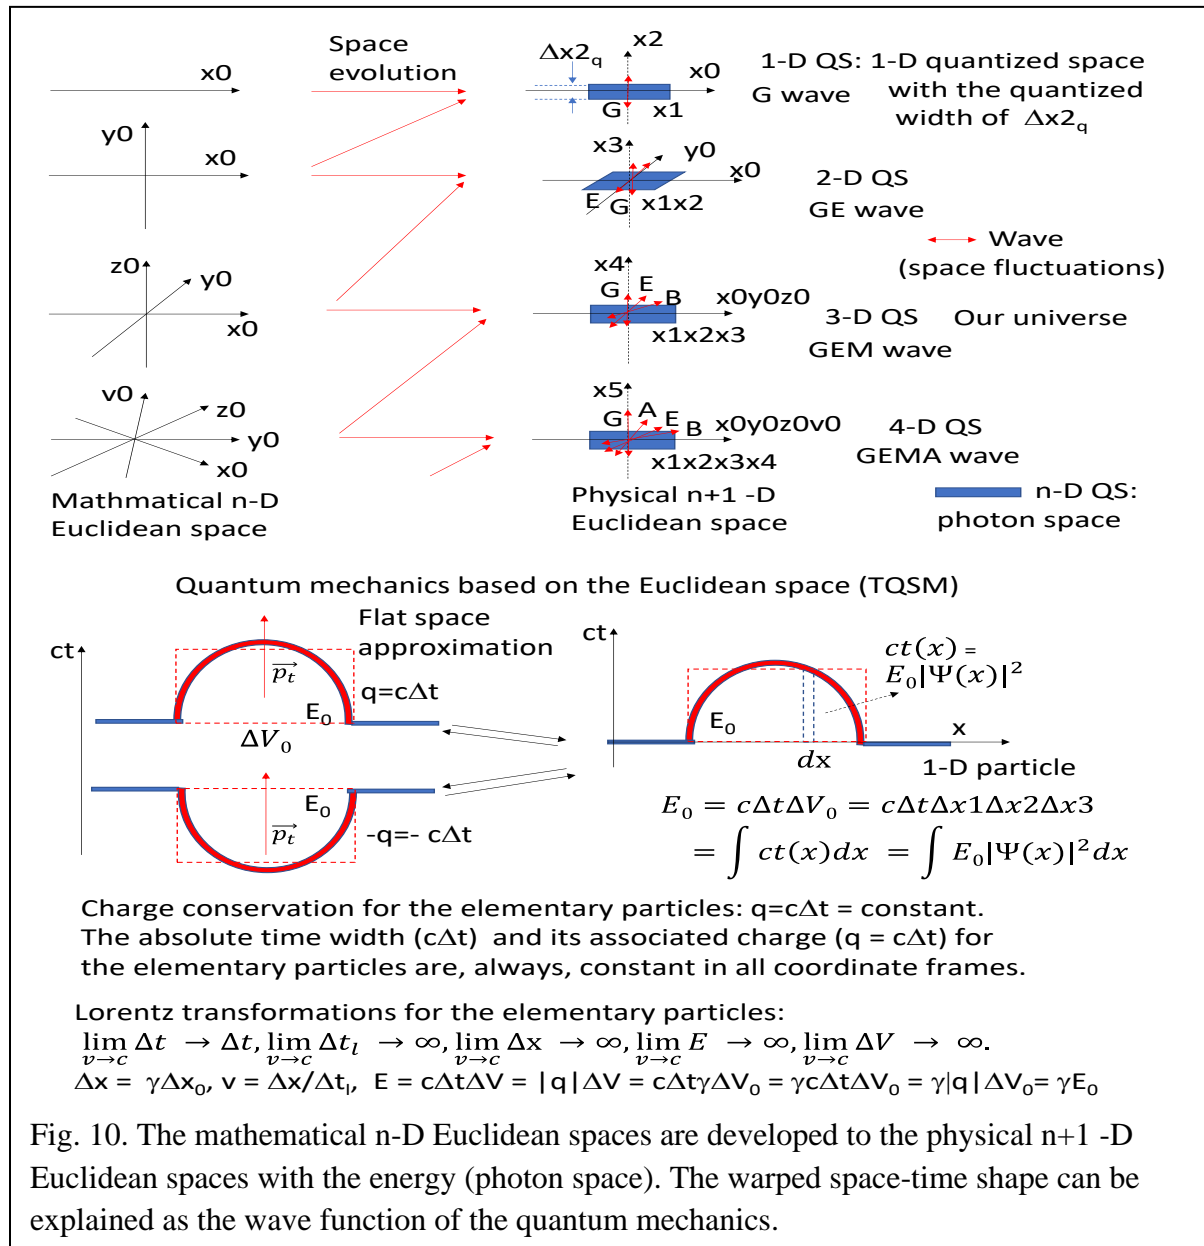 Space
evolution
x0
Δx2q
x2
x0
G wave
G
x1
1-D QS: 1-D quantized space
with the quantized
width of Δx2q
y0
x0
x3
y0
x0
E
G
x1x2
2-D QS
GE wave
Wave
(space fluctuations)
z0
y0
x0
x4
G
E
B
x0y0z0
x1x2x3
3-D QS
GEM wave
Our universe
v0
z0
y0
x0
x5
G
A
E
B
x0y0z0v0
x1x2x3x4
4-D QS
GEMA wave
Mathmatical n-D
Euclidean space
Physical n+1 -D
Euclidean space
n-D QS:
photon space
Quantum mechanics based on the Euclidean space (TQSM)
ct
Flat space
approximation
p⃗t
q=cΔt
E₀
ΔV₀
E₀
p⃗t
-q=- cΔt
ct
ct(x) =
E₀|Ψ(x)|²
E₀
x
dx
1-D particle
E₀ = cΔtΔV₀ = cΔtΔx1Δx2Δx3
= ∫ ct(x)dx = ∫ E₀|Ψ(x)|²dx
Charge conservation for the elementary particles: q=cΔt = constant.
The absolute time width (cΔt) and its associated charge (q = cΔt) for
the elementary particles are, always, constant in all coordinate frames.
Lorentz transformations for the elementary particles:
lim v→c Δt → Δt, lim v→c Δtl → ∞, lim v→c Δx → ∞, lim v→c E → ∞, lim v→c ΔV → ∞.
Δx = γΔx₀, v = Δx/Δtl, E = cΔtΔV = |q|ΔV = cΔtγΔV₀ = γcΔtΔV₀ = γ|q|ΔV₀= γE₀
Fig. 10. The mathematical n-D Euclidean spaces are developed to the physical n+1 -D
Euclidean spaces with the energy (photon space). The warped space-time shape can be
explained as the wave function of the quantum mechanics.